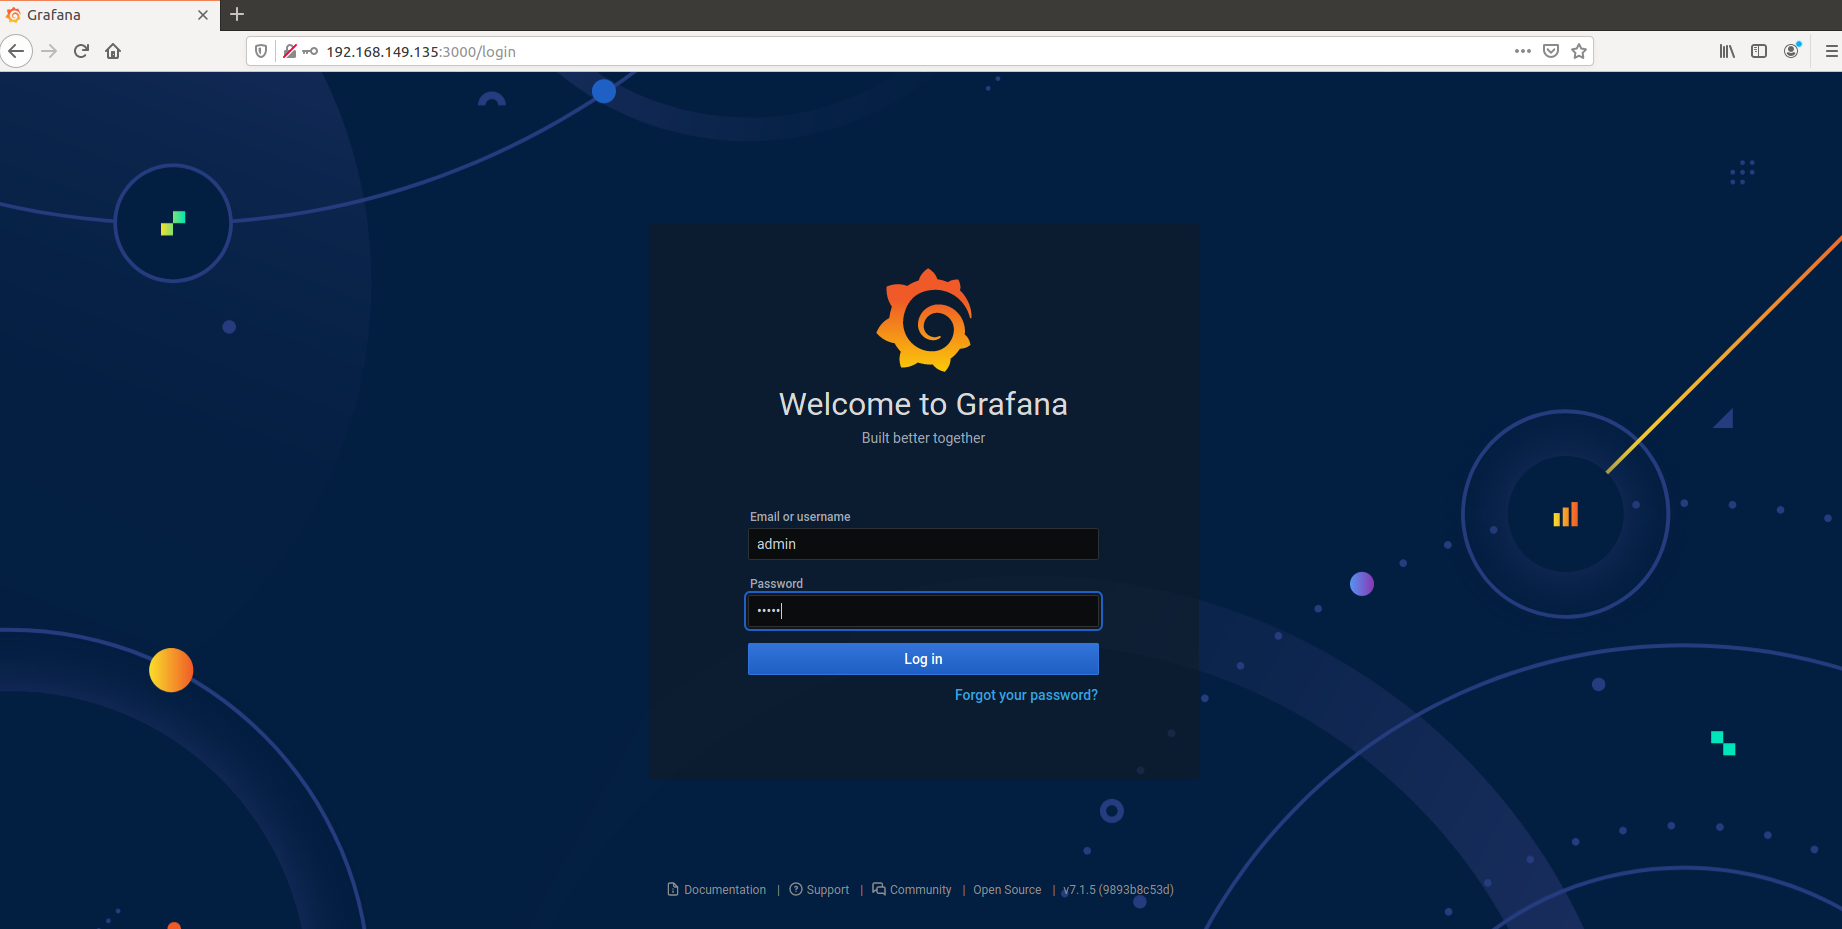 Grafana
192.168.149.135:3000/login
Welcome to Grafana
Built better together
Email or username
admin
Password
•••••
Log in
Forgot your password?
Documentation | Support | Community | Open Source | v7.1.5 (9893b8c53d)